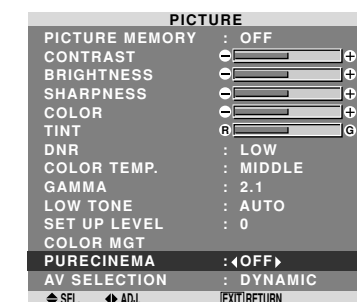 PICTURE
PICTURE MEMORY : OFF
CONTRAST
BRIGHTNESS
SHARPNESS
COLOR
TINT R G
DNR : LOW
COLOR TEMP. : MIDDLE
GAMMA : 2.1
LOW TONE : AUTO
SET UP LEVEL : 0
COLOR MGT
PURECINEMA : ◀OFF▶
AV SELECTION : DYNAMIC
SEL. ADJ. EXIT RETURN